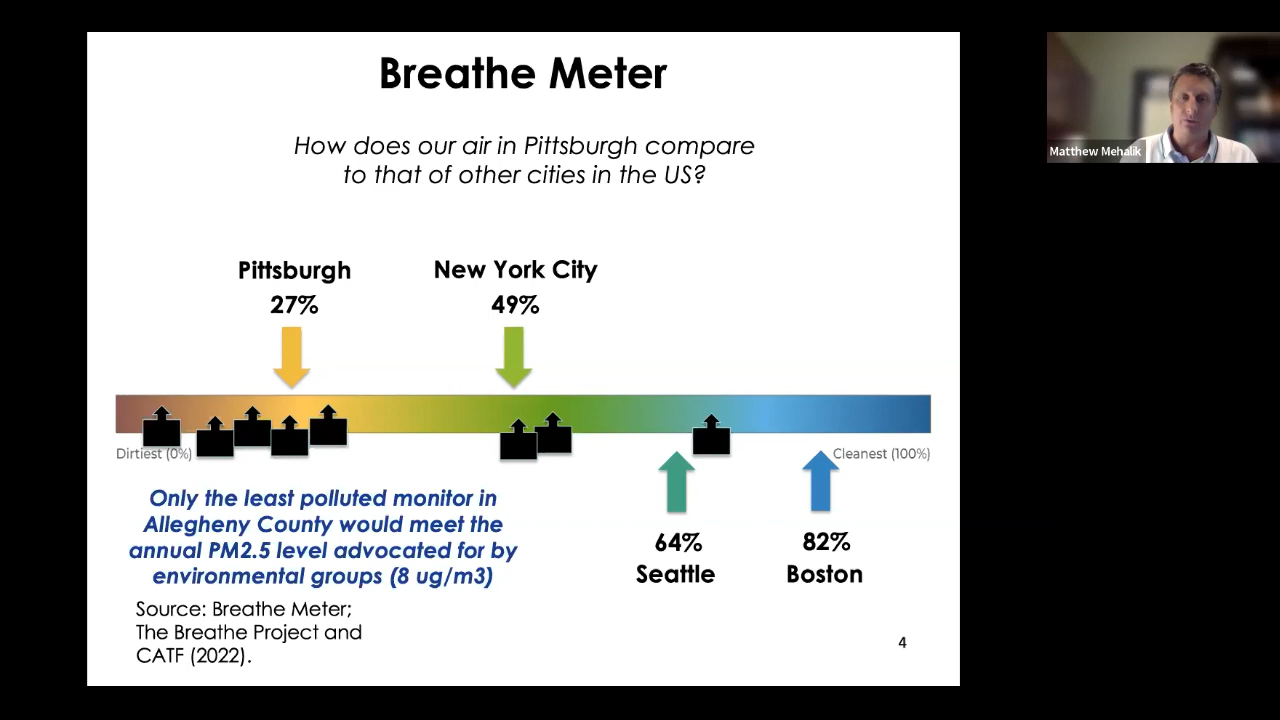 Breathe Meter
How does our air in Pittsburgh compare
to that of other cities in the US?
Pittsburgh
27%
New York City
49%
Dirtiest (0%)
Cleanest (100%)
64%
Seattle
82%
Boston
Only the least polluted monitor in
Allegheny County would meet the
annual PM2.5 level advocated for by
environmental groups (8 ug/m3)
Source: Breathe Meter;
The Breathe Project and
CATF (2022).
4
Matthew Mehalik